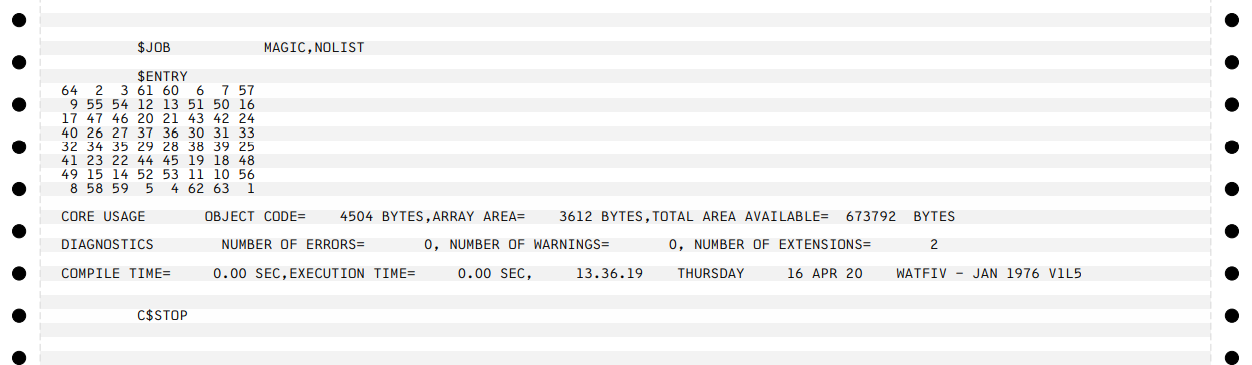 $JOB           MAGIC,NOLIST
$ENTRY
64  2  3 61 60  6  7 57
 9 55 54 12 13 51 50 16
17 47 46 20 21 43 42 24
40 26 27 37 36 30 31 33
32 34 35 29 28 38 39 25
41 23 22 44 45 19 18 48
49 15 14 52 53 11 10 56
 8 58 59  5  4 62 63  1
CORE USAGE       OBJECT CODE=    4504 BYTES,ARRAY AREA=    3612 BYTES,TOTAL AREA AVAILABLE=  673792  BYTES
DIAGNOSTICS        NUMBER OF ERRORS=       0, NUMBER OF WARNINGS=       0, NUMBER OF EXTENSIONS=       2
COMPILE TIME=     0.00 SEC,EXECUTION TIME=     0.00 SEC,     13.36.19    THURSDAY     16 APR 20    WATFIV - JAN 1976 V1L5
C$STOP